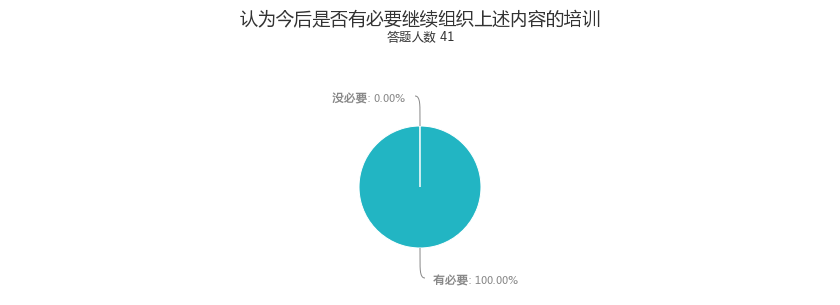 认为今后是否有必要继续组织上述内容的培训
答题人数 41
没必要: 0.00%
有必要: 100.00%